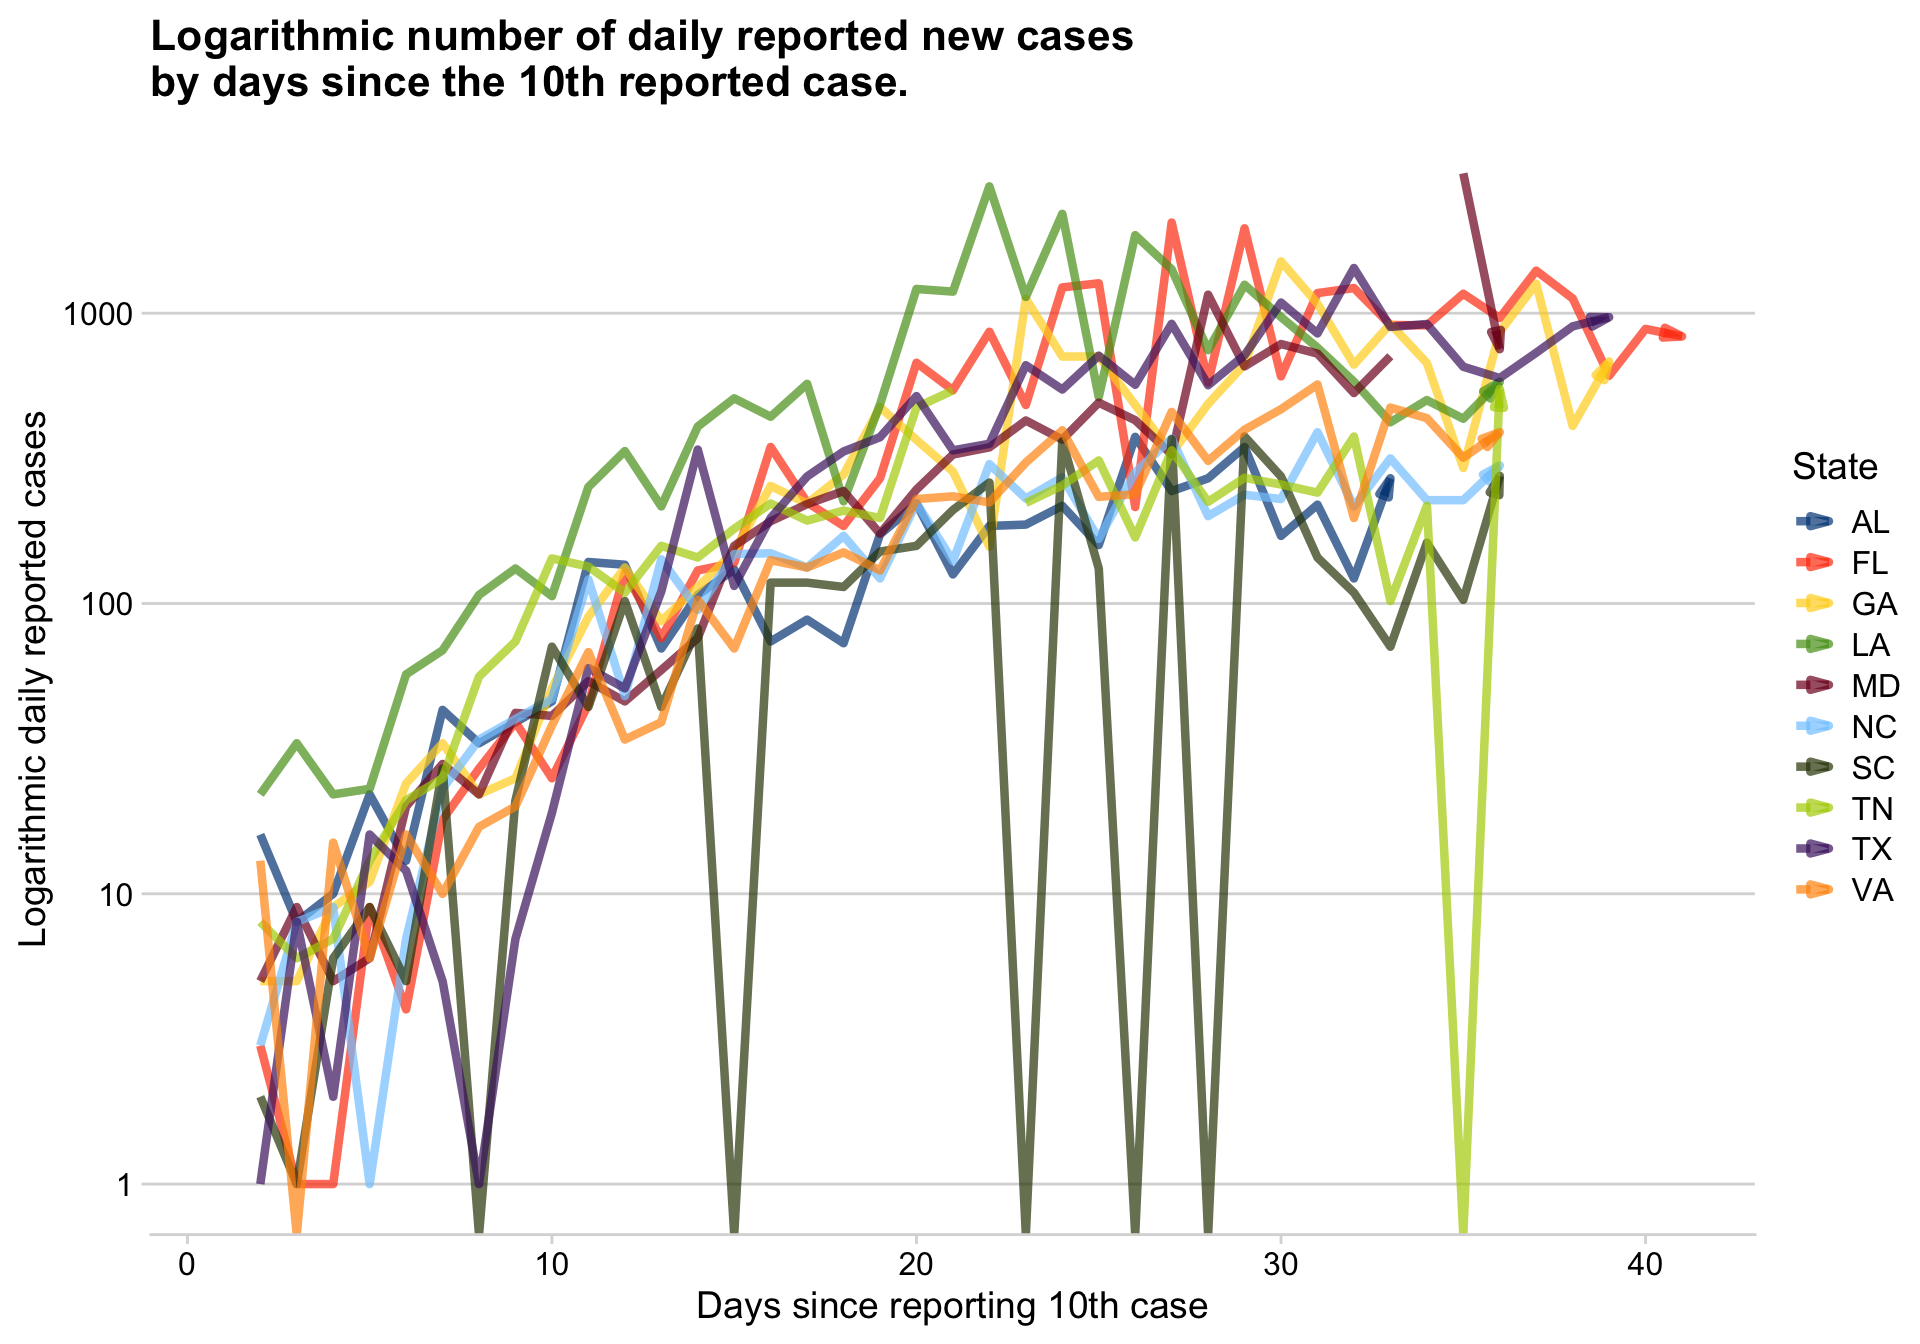 Logarithmic number of daily reported new cases
by days since the 10th reported case.
Logarithmic daily reported cases
1000
100
10
1
0
10
20
30
40
Days since reporting 10th case
State
AL
FL
GA
LA
MD
NC
SC
TN
TX
VA